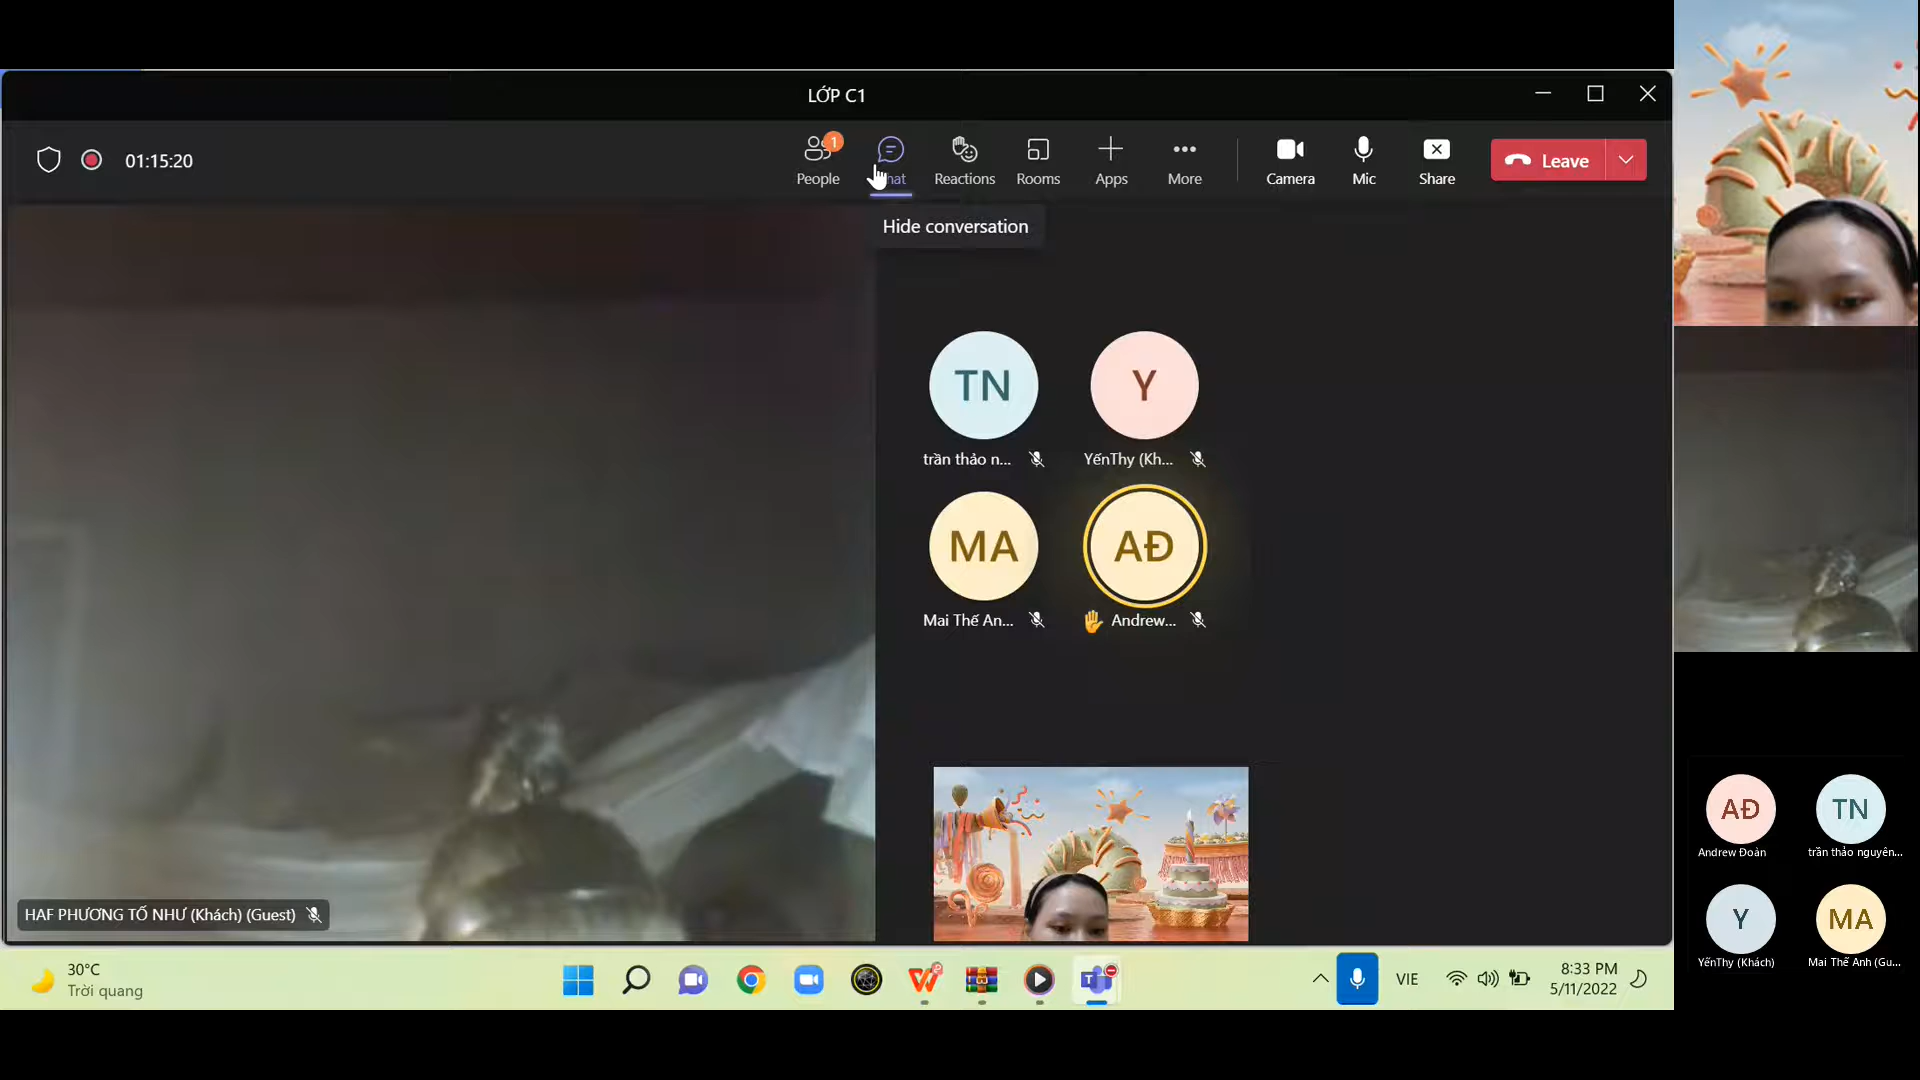 LỚP C1
01:15:20
1
People
hat
Reactions
Rooms
Apps
More
Camera
Mic
Share
Leave
Hide conversation
TN
Y
trần thảo n...
YếnThy (Kh...
MA
AĐ
Mai Thế An...
Andrew...
HAF PHƯƠNG TỐ NHƯ (Khách) (Guest)
AĐ
TN
Andrew Đoàn
trần thảo nguyên...
Y
MA
YếnThy (Khách)
Mai Thế Anh (Gu...
30°C
Trời quang
VIE
8:33 PM
5/11/2022